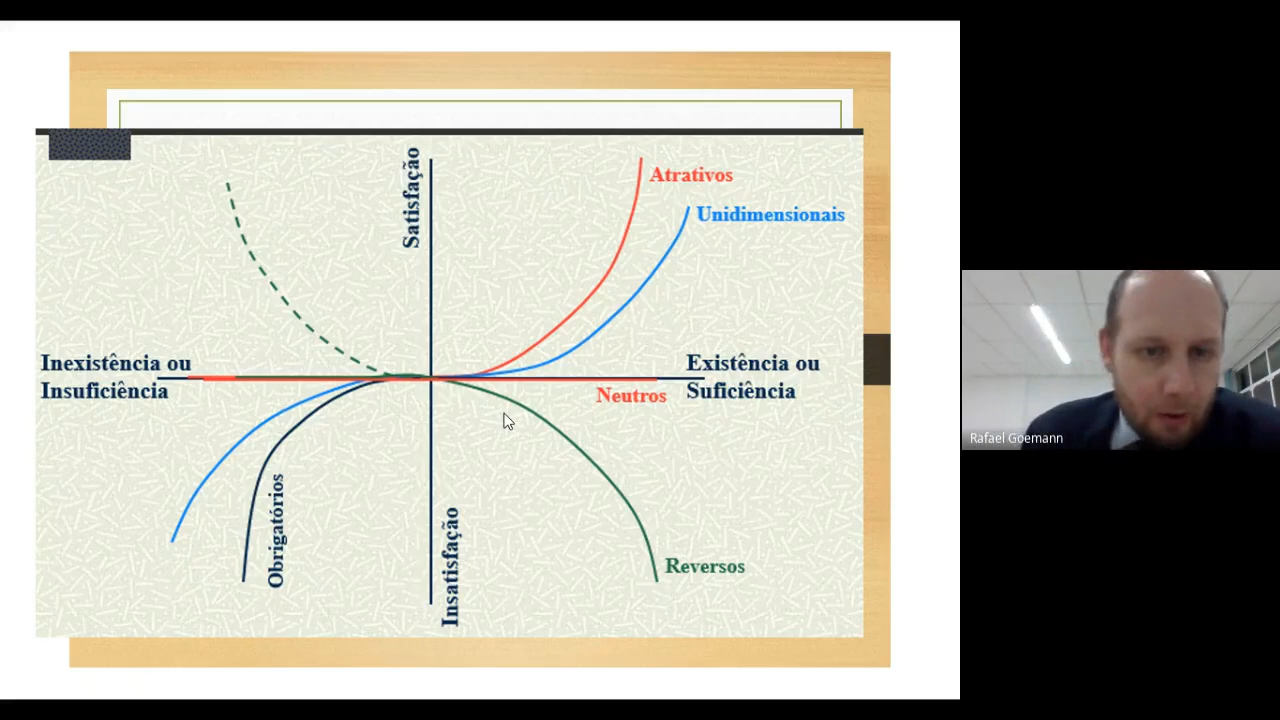 Satisfação
Atrativos
Unidimensionais
Inexistência ou
Insuficiência
Existência ou
Suficiência
Neutros
Obrigatórios
Insatisfação
Reversos
Rafael Goemann